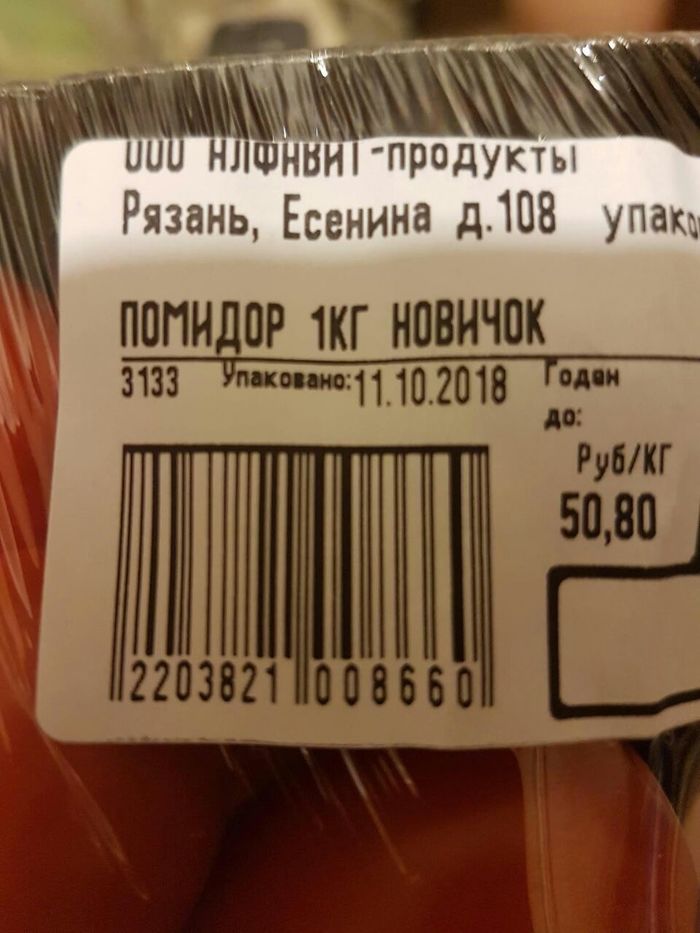 ООО АЛФАВИТ-продукты
Рязань, Есенина д.108 упако
ПОМИДОР 1КГ НОВИЧОК
3133 Упаковано: 11.10.2018 Годен
до:
Руб/КГ
50,80
2203821 008660